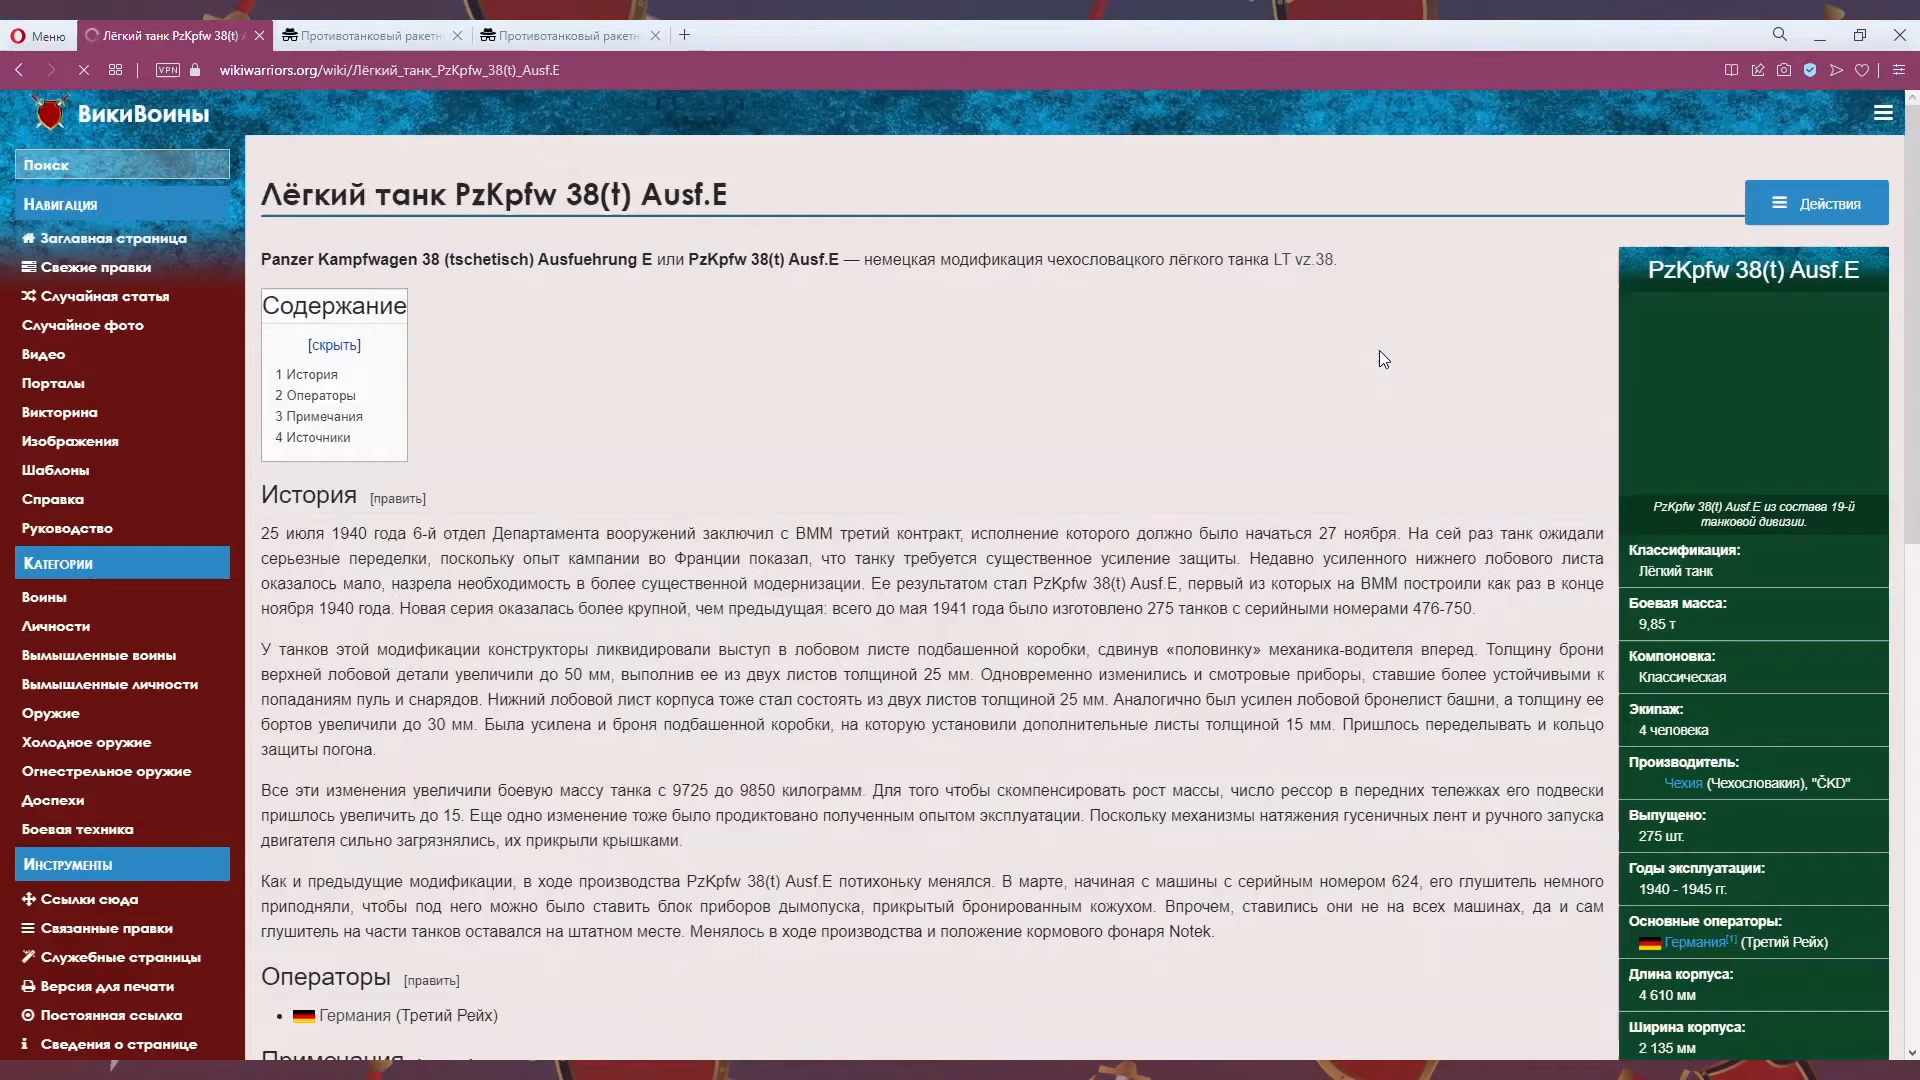 Меню
Лёгкий танк PzKpfw 38(t)
Противотанковый ракетн
Противотанковый ракетн
VPN
wikiwarriors.org/wiki/Лёгкий_танк_PzKpfw_38(t)_Ausf.E
ВикиВоины
Поиск
Навигация
Заглавная страница
Свежие правки
Случайная статья
Случайное фото
Видео
Порталы
Викторина
Изображения
Шаблоны
Справка
Руководство
Категории
Воины
Личности
Вымышленные воины
Вымышленные личности
Оружие
Холодное оружие
Огнестрельное оружие
Доспехи
Боевая техника
Инструменты
Ссылки сюда
Связанные правки
Служебные страницы
Версия для печати
Постоянная ссылка
Сведения о странице
Лёгкий танк PzKpfw 38(t) Ausf.E
Действия
Panzer Kampfwagen 38 (tschetisch) Ausfuehrung E или PzKpfw 38(t) Ausf.E — немецкая модификация чехословацкого лёгкого танка LT vz.38.
Содержание
[скрыть]
1 История
2 Операторы
3 Примечания
4 Источники
История [править]
25 июля 1940 года 6-й отдел Департамента вооружений заключил с BMM третий контракт, исполнение которого должно было начаться 27 ноября. На сей раз танк ожидали
серьезные переделки, поскольку опыт кампании во Франции показал, что танку требуется существенное усиление защиты. Недавно усиленного нижнего лобового листа
оказалось мало, назрела необходимость в более существенной модернизации. Ее результатом стал PzKpfw 38(t) Ausf.E, первый из которых на BMM построили как раз в конце
ноября 1940 года. Новая серия оказалась более крупной, чем предыдущая: всего до мая 1941 года было изготовлено 275 танков с серийными номерами 476-750.
У танков этой модификации конструкторы ликвидировали выступ в лобовом листе подбашенной коробки, сдвинув «половинку» механика-водителя вперед. Толщину брони
верхней лобовой детали увеличили до 50 мм, выполнив ее из двух листов толщиной 25 мм. Одновременно изменились и смотровые приборы, ставшие более устойчивыми к
попаданиям пуль и снарядов. Нижний лобовой лист корпуса тоже стал состоять из двух листов толщиной 25 мм. Аналогично был усилен лобовой бронелист башни, а толщину ее
бортов увеличили до 30 мм. Была усилена и броня подбашенной коробки, на которую установили дополнительные листы толщиной 15 мм. Пришлось переделывать и кольцо
защиты погона.
Все эти изменения увеличили боевую массу танка с 9725 до 9850 килограмм. Для того чтобы скомпенсировать рост массы, число рессор в передних тележках его подвески
пришлось увеличить до 15. Еще одно изменение тоже было продиктовано полученным опытом эксплуатации. Поскольку механизмы натяжения гусеничных лент и ручного запуска
двигателя сильно загрязнялись, их прикрыли крышками.
Как и предыдущие модификации, в ходе производства PzKpfw 38(t) Ausf.E потихоньку менялся. В марте, начиная с машины с серийным номером 624, его глушитель немного
приподняли, чтобы под него можно было ставить блок приборов дымопуска, прикрытый бронированным кожухом. Впрочем, ставились они не на всех машинах, да и сам
глушитель на части танков оставался на штатном месте. Менялось в ходе производства и положение кормового фонаря Notek.
Операторы [править]
Германия (Третий Рейх)
Примечания
PzKpfw 38(t) Ausf.E
PzKpfw 38(t) Ausf.E из состава 19-й
танковой дивизии.
Классификация:
Лёгкий танк
Боевая масса:
9,85 т
Компоновка:
Классическая
Экипаж:
4 человека
Производитель:
Чехия (Чехословакия), "ČKD"
Выпущено:
275 шт.
Годы эксплуатации:
1940 - 1945 гг.
Основные операторы:
Германия[1] (Третий Рейх)
Длина корпуса:
4 610 мм
Ширина корпуса:
2 135 мм